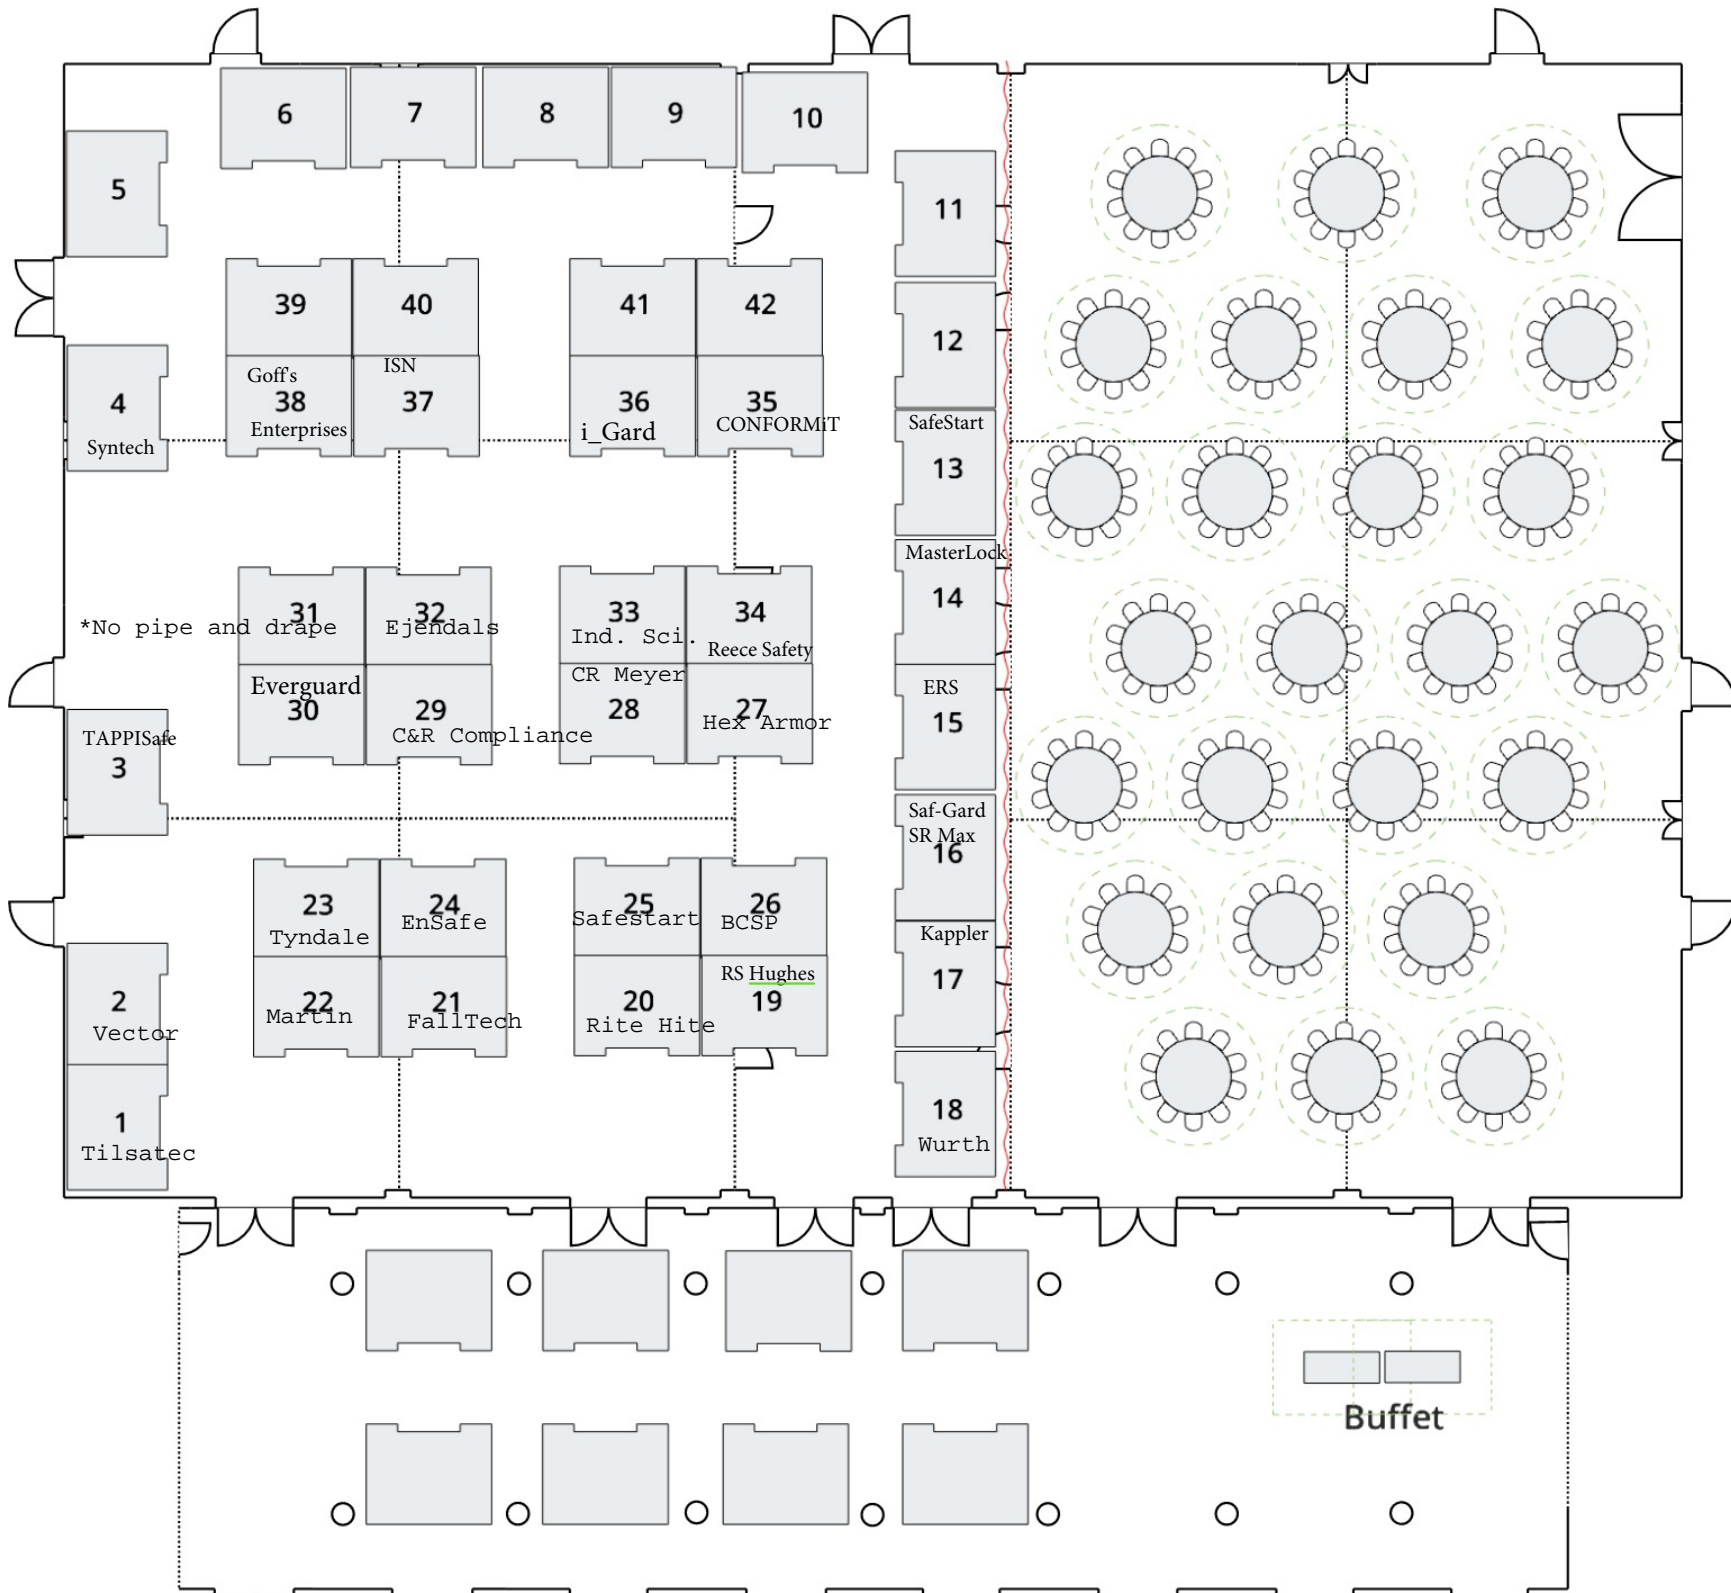 6
7
8
9
10
5
11
39
40
41
42
12
Goff's
ISN
38
37
36
35
4
Enterprises
i_Gard
CONFORMiT
SafeStart
Syntech
13
MasterLock
14
31
32
33
34
*No pipe and drape
Ejendals
Ind. Sci.
Reece Safety
CR Meyer
Everguard
ERS
30
29
28
27
15
C&R Compliance
Hex Armor
TAPPISafe
3
Saf-Gard
SR Max
16
23
24
25
26
Tyndale
EnSafe
Safestart
BCSP
Kappler
17
RS Hughes
2
22
21
20
19
Vector
Martin
FallTech
Rite Hite
1
18
Tilsatec
Wurth
Buffet